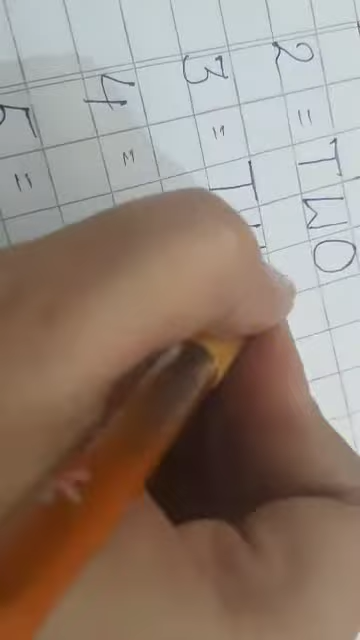 2 = TWO
3 = T
4 =
5 =